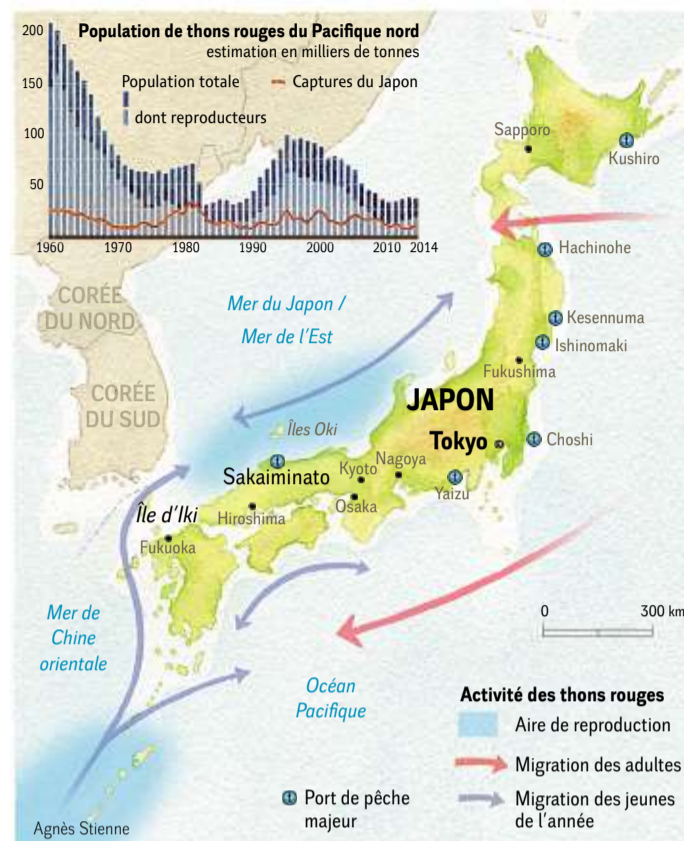 Population de thons rouges du Pacifique nord
estimation en milliers de tonnes
Population totale
dont reproducteurs
Captures du Japon
200
150
100
50
1960
1970
1980
1990
2000
2010
2014
Sapporo
Kushiro
Hachinohe
CORÉE
DU NORD
Mer du Japon /
Mer de l'Est
Kesennuma
Ishinomaki
CORÉE
DU SUD
Fukushima
JAPON
Îles Oki
Tokyo
Choshi
Sakaiminato
Kyoto
Nagoya
Yaizu
Île d'Iki
Hiroshima
Osaka
Fukuoka
Mer de
Chine
orientale
0
300 km
Océan
Pacifique
Activité des thons rouges
Aire de reproduction
Migration des adultes
Migration des jeunes
de l'année
Port de pêche
majeur
Agnès Stienne